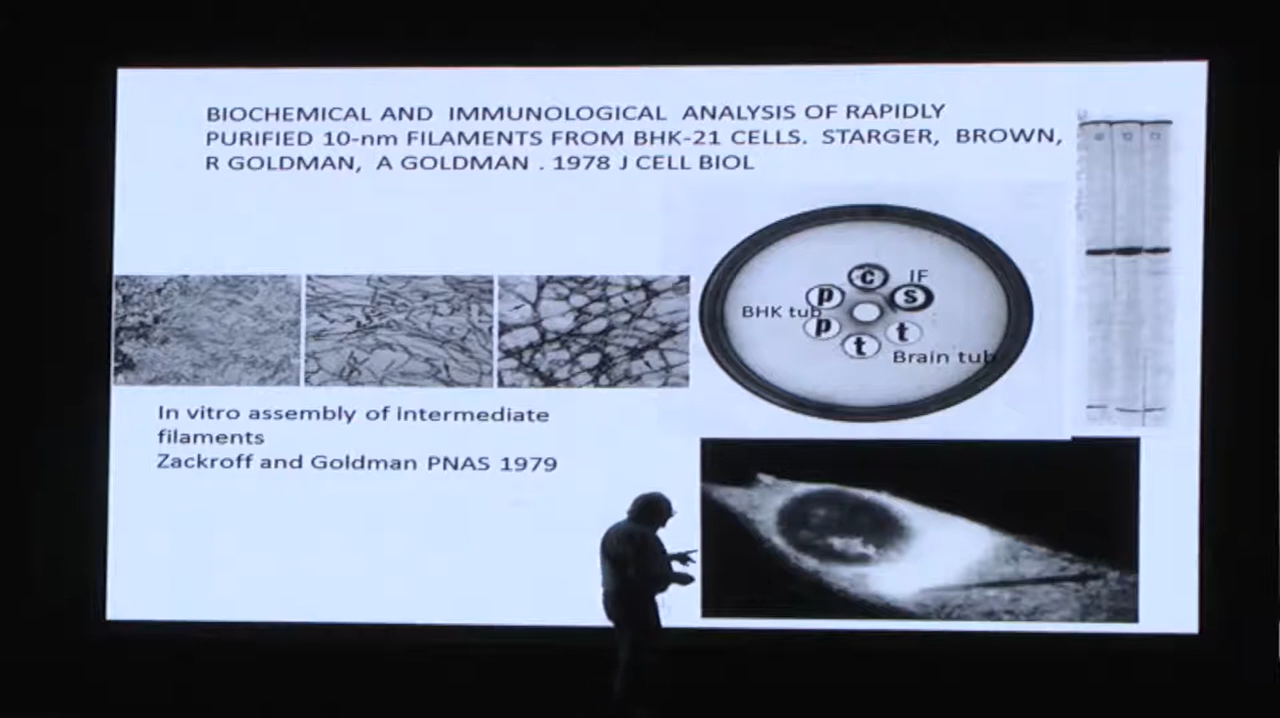 BIOCHEMICAL AND IMMUNOLOGICAL ANALYSIS OF RAPIDLY
PURIFIED 10-nm FILAMENTS FROM BHK-21 CELLS. STARGER, BROWN,
R GOLDMAN, A GOLDMAN . 1978 J CELL BIOL
c
IF
p
s
BHK tub
p
t
t
Brain tub
In vitro assembly of intermediate
filaments
Zackroff and Goldman PNAS 1979